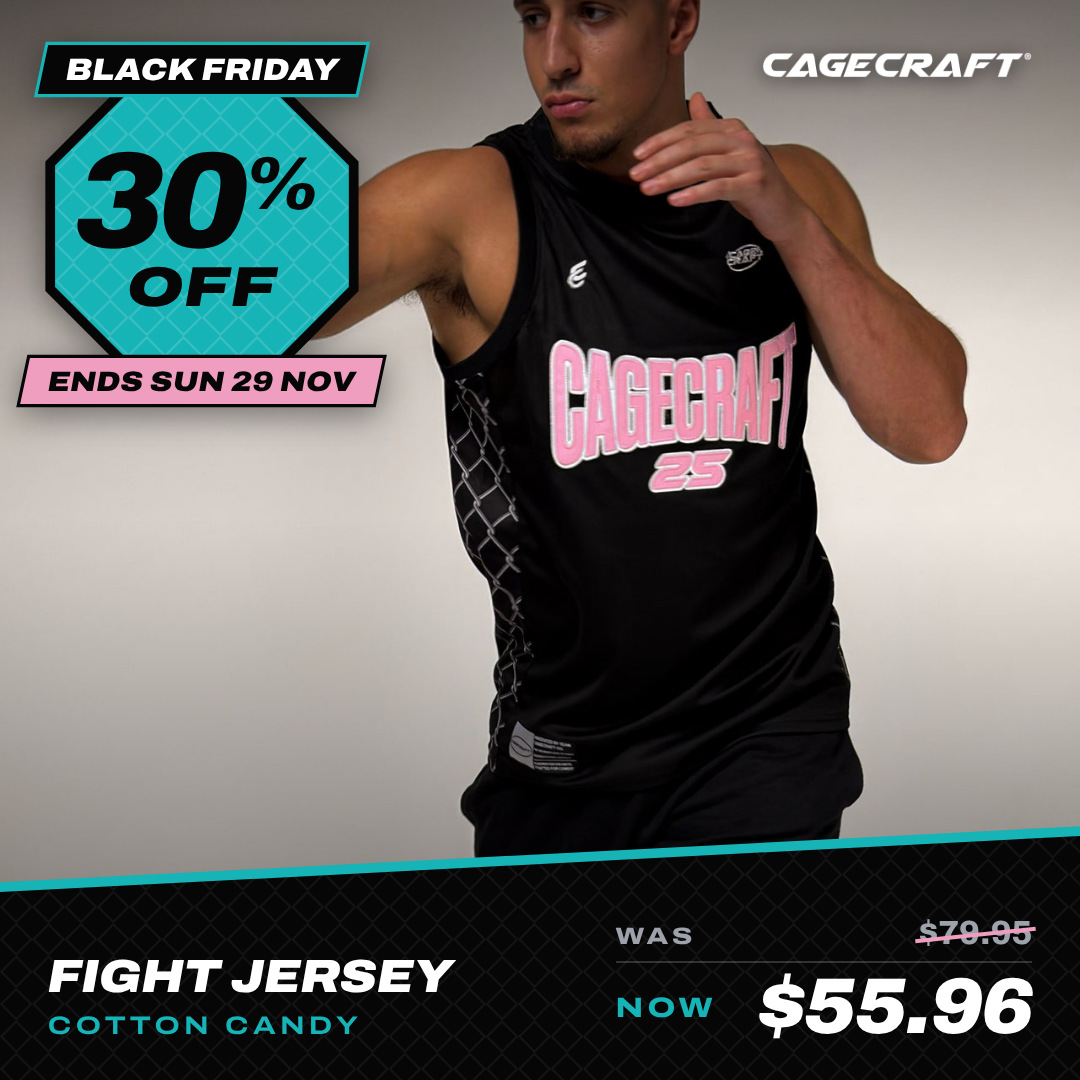 BLACK FRIDAY
30%
OFF
ENDS SUN 29 NOV
CAGECRAFT®
CAGECRAFT
25
FIGHT JERSEY
COTTON CANDY
WAS $79.95
NOW $55.96